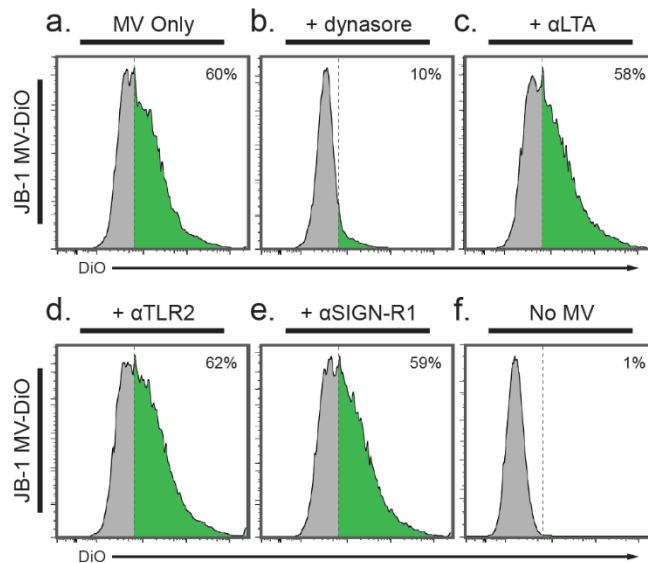 a. MV Only
b. + dynasore
c. + αLTA
JB-1 MV-DiO
60%
10%
58%
DiO
d. + αTLR2
e. + αSIGN-R1
f. No MV
JB-1 MV-DiO
62%
59%
1%
DiO